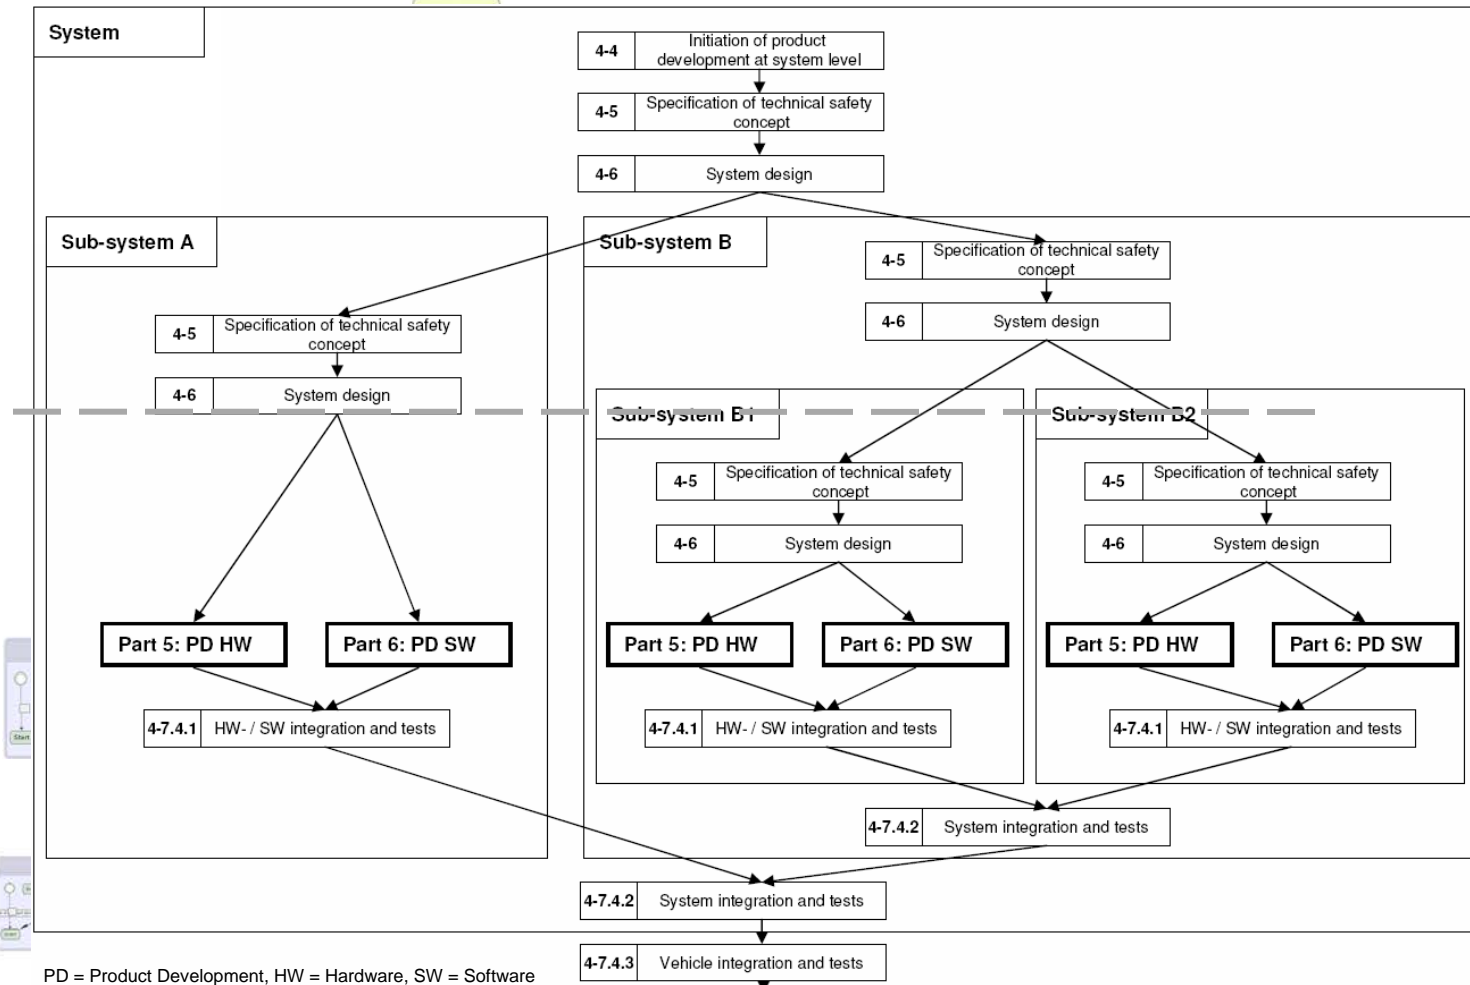 System
4-4
Initiation of product
development at system level
4-5
Specification of technical safety
concept
4-6
System design
Sub-system A
Sub-system B
4-5
Specification of technical safety
concept
4-6
System design
4-5
Specification of technical safety
concept
4-6
System design
Sub-system B1
Sub-system B2
4-5
Specification of technical safety
concept
4-5
Specification of technical safety
concept
4-6
System design
4-6
System design
Part 5: PD HW
Part 6: PD SW
Part 5: PD HW
Part 6: PD SW
Part 5: PD HW
Part 6: PD SW
4-7.4.1
HW- / SW integration and tests
4-7.4.1
HW- / SW integration and tests
4-7.4.1
HW- / SW integration and tests
4-7.4.2
System integration and tests
4-7.4.2
System integration and tests
4-7.4.3
Vehicle integration and tests
PD = Product Development, HW = Hardware, SW = Software
Start